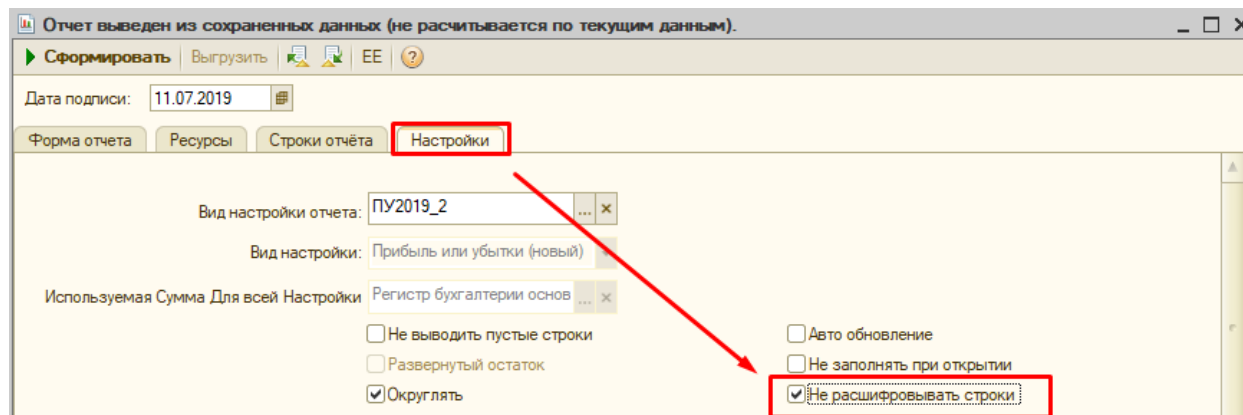 Отчет выведен из сохраненных данных (не расчитывается по текущим данным).
Сформировать Выгрузить ЕЕ ?
Дата подписи: 11.07.2019
Форма отчета Ресурсы Строки отчёта Настройки
Вид настройки отчета: ПУ2019_2 ... ×
Вид настройки: Прибыль или убытки (новый)
Используемая Сумма Для всей Настройки Регистр бухгалтерии основ ... ×
Не выводить пустые строки Авто обновление
Развернутый остаток Не заполнять при открытии
Округлять Не расшифровывать строки